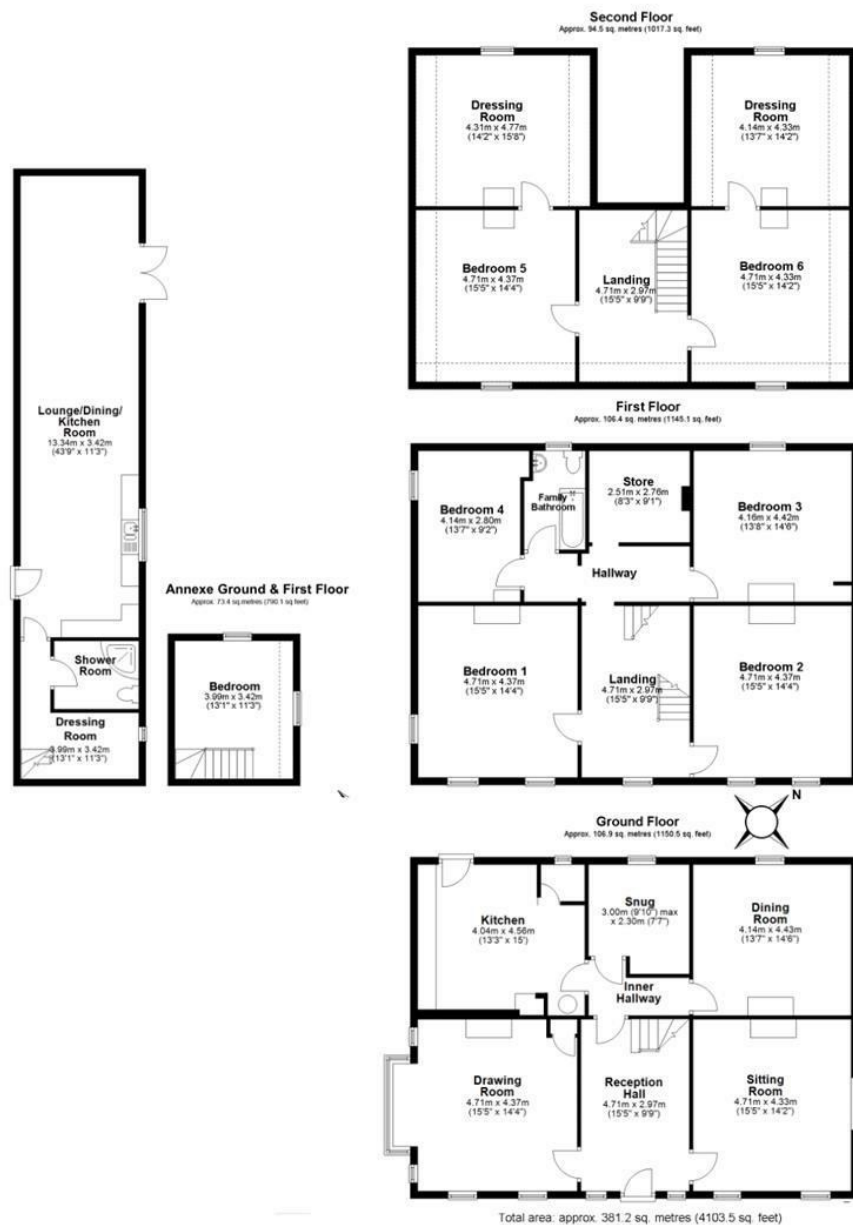 Second Floor
Approx. 94.5 sq. metres (1017.3 sq. feet)
Dressing
Room
4.31m x 4.77m
(14'2" x 15'8")
Dressing
Room
4.14m x 4.33m
(13'7" x 14'2")
Bedroom 5
4.71m x 4.37m
(15'5" x 14'4")
Landing
4.71m x 2.97m
(15'5" x 9'9")
Bedroom 6
4.71m x 4.33m
(15'5" x 14'2")
Lounge/Dining/
Kitchen
Room
13.34m x 3.42m
(43'9" x 11'3")
Shower
Room
Dressing
Room
3.99m x 3.42m
(13'1" x 11'3")
Annexe Ground & First Floor
Approx. 73.4 sq.metres (790.1 sq feet)
Bedroom
3.99m x 3.42m
(13'1" x 11'3")
First Floor
Approx. 106.4 sq. metres (1145.1 sq. feet)
Bedroom 4
4.14m x 2.80m
(13'7" x 9'2")
Family
Bathroom
Store
2.51m x 2.76m
(8'3" x 9'1")
Bedroom 3
4.16m x 4.42m
(13'8" x 14'6")
Hallway
Bedroom 1
4.71m x 4.37m
(15'5" x 14'4")
Landing
4.71m x 2.97m
(15'5" x 9'9")
Bedroom 2
4.71m x 4.37m
(15'5" x 14'4")
N
Ground Floor
Approx. 106.9 sq. metres (1150.5 sq. feet)
Kitchen
4.04m x 4.56m
(13'3" x 15')
Snug
3.00m (9'10") max
x 2.30m (7'7")
Dining
Room
4.14m x 4.43m
(13'7" x 14'6")
Inner
Hallway
Drawing
Room
4.71m x 4.37m
(15'5" x 14'4")
Reception
Hall
4.71m x 2.97m
(15'5" x 9'9")
Sitting
Room
4.71m x 4.33m
(15'5" x 14'2")
Total area: approx. 381.2 sq. metres (4103.5 sq. feet)